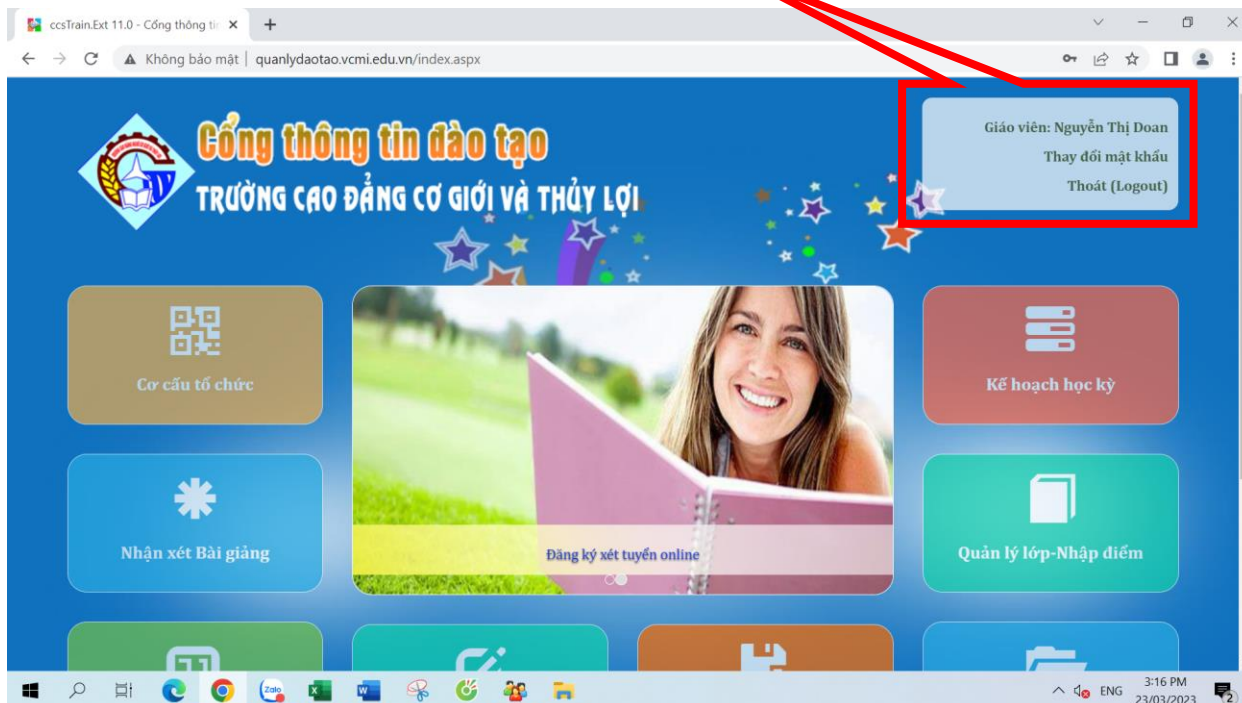 ccsTrain.Ext 11.0 - Cổng thông ti
Không bảo mật | quanlydaotao.vcmi.edu.vn/index.aspx
Cổng thông tin đào tạo
TRƯỜNG CAO ĐẲNG CƠ GIỚI VÀ THỦY LỢI
Giáo viên: Nguyễn Thị Doan
Thay đổi mật khẩu
Thoát (Logout)
Cơ cấu tổ chức
Kế hoạch học kỳ
Nhận xét Bài giảng
Đăng ký xét tuyển online
Quản lý lớp-Nhập điểm
Zalo
ENG
3:16 PM
23/03/2023
2